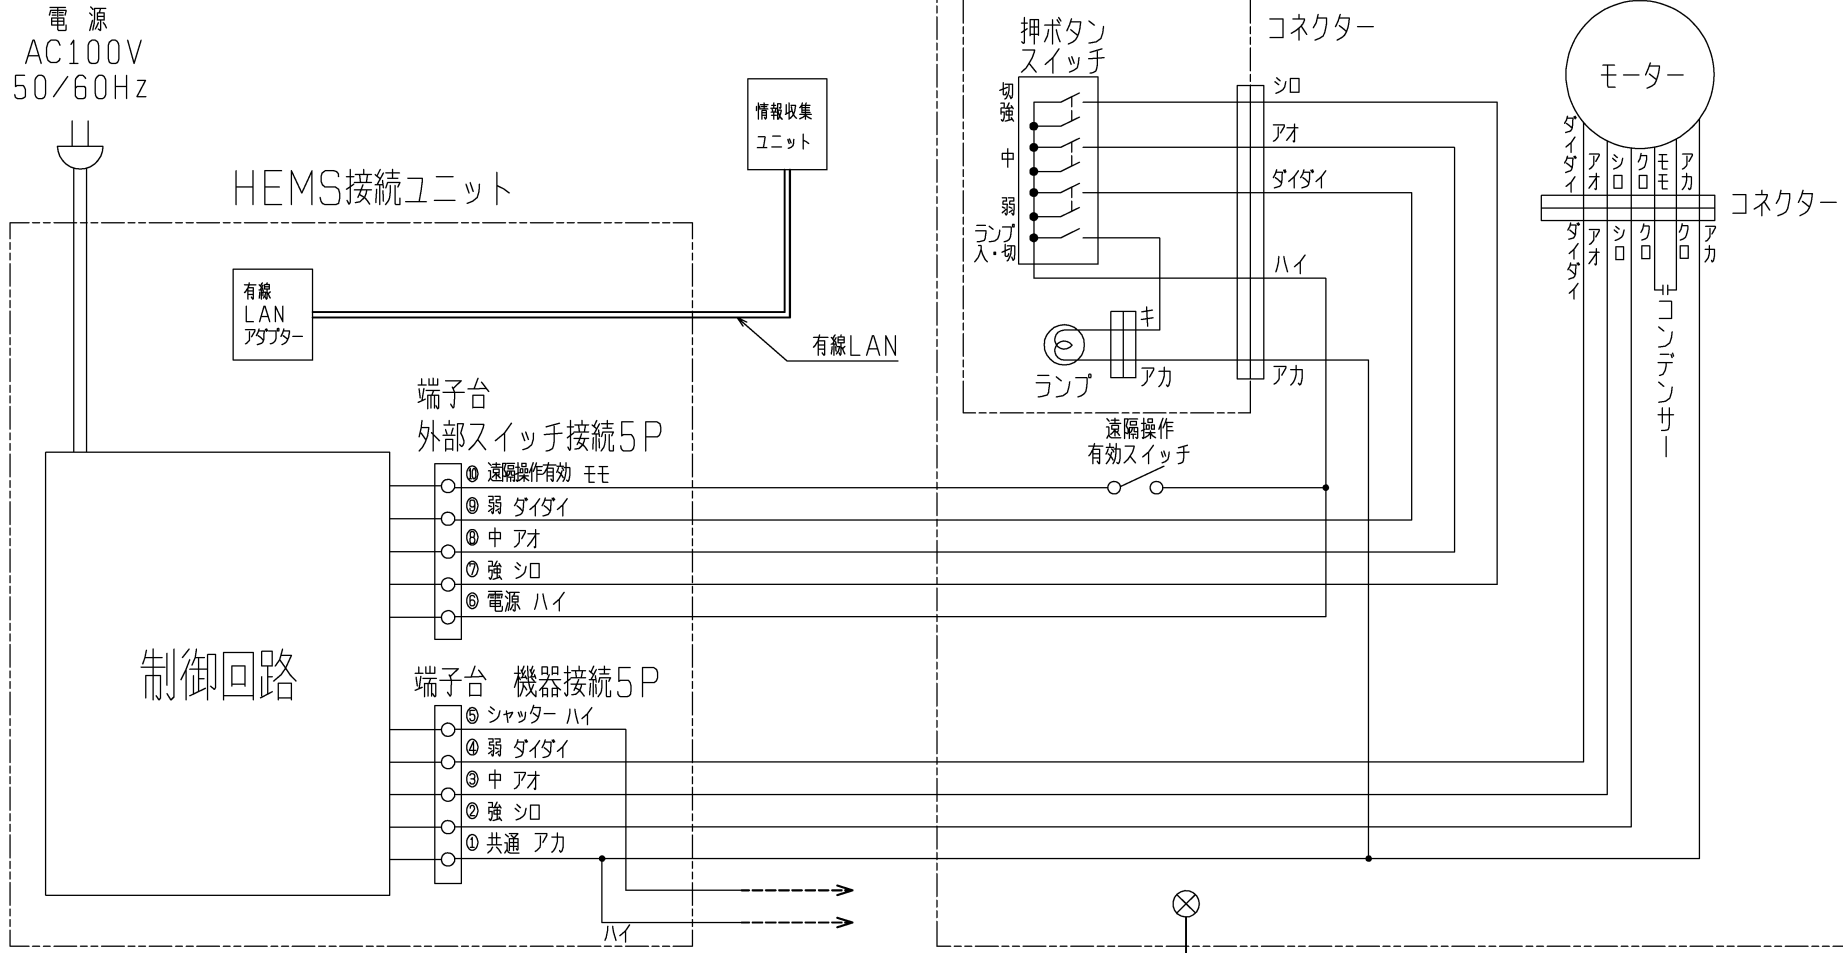 電 源
AC100V
50/60Hz
HEMS接続ユニット
情報収集
ユニット
有線
LAN
アダプター
有線LAN
端子台
外部スイッチ接続5P
⑩ 遠隔操作有効 モモ
⑨ 弱 ダイダイ
⑧ 中 アオ
⑦ 強 シロ
⑥ 電源 ハイ
制御回路
端子台 機器接続5P
⑤ シャッター ハイ
④ 弱 ダイダイ
③ 中 アオ
② 強 シロ
① 共通 アカ
ハイ
押ボタン
スイッチ
切
強
中
弱
ランプ
入・切
ランプ
キ
アカ
コネクター
シロ
アオ
ダイダイ
ハイ
アカ
遠隔操作
有効スイッチ
モーター
ダイダイ
アオ
シロ
クロ
モモ
アカ
コネクター
ダイダイ
アオ
シロ
クロ
クロ
アカ
コンデンサー